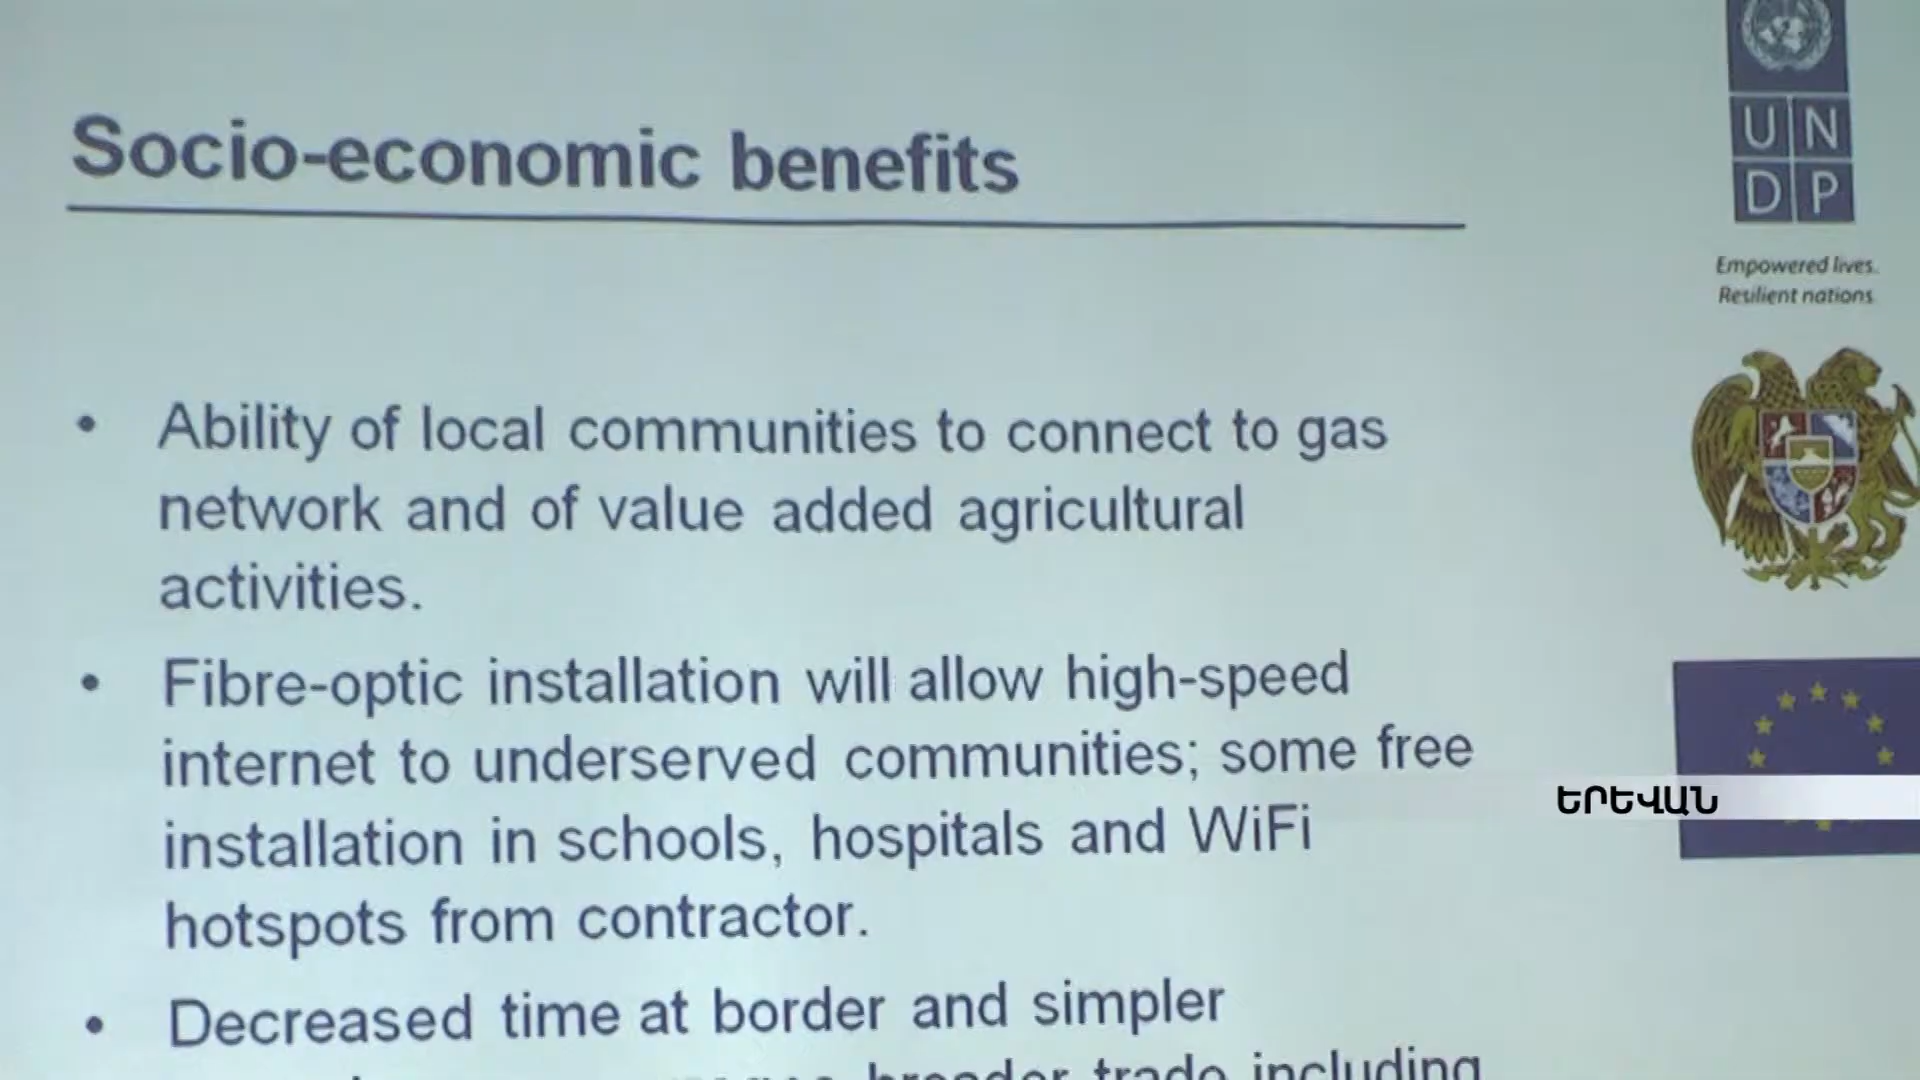 Socio-economic benefits
• Ability of local communities to connect to gas
network and of value added agricultural
activities.
• Fibre-optic installation will allow high-speed
internet to underserved communities; some free
installation in schools, hospitals and WiFi
hotspots from contractor.
• Decreased time at border and simpler
broader trade including
U N
D P
Empowered lives.
Resilient nations.
ԵՐԵՎԱՆ